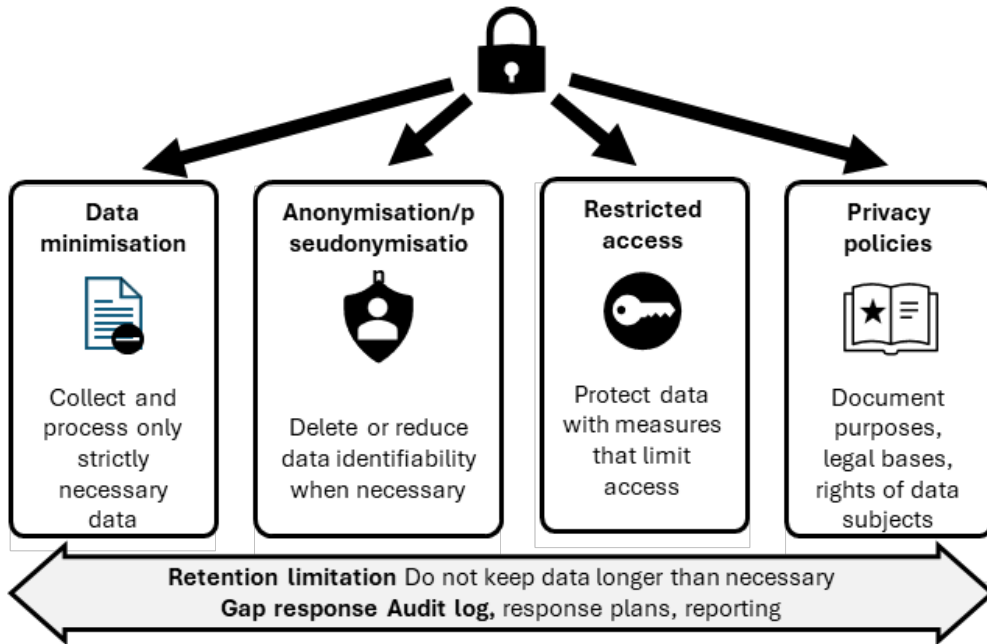 Data
minimisation
Collect and
process only
strictly
necessary
data
Anonymisation/p
seudonymisatio
n
Delete or reduce
data identifiability
when necessary
Restricted
access
Protect data
with measures
that limit
access
Privacy
policies
Document
purposes,
legal bases,
rights of data
subjects
Retention limitation Do not keep data longer than necessary
Gap response Audit log, response plans, reporting